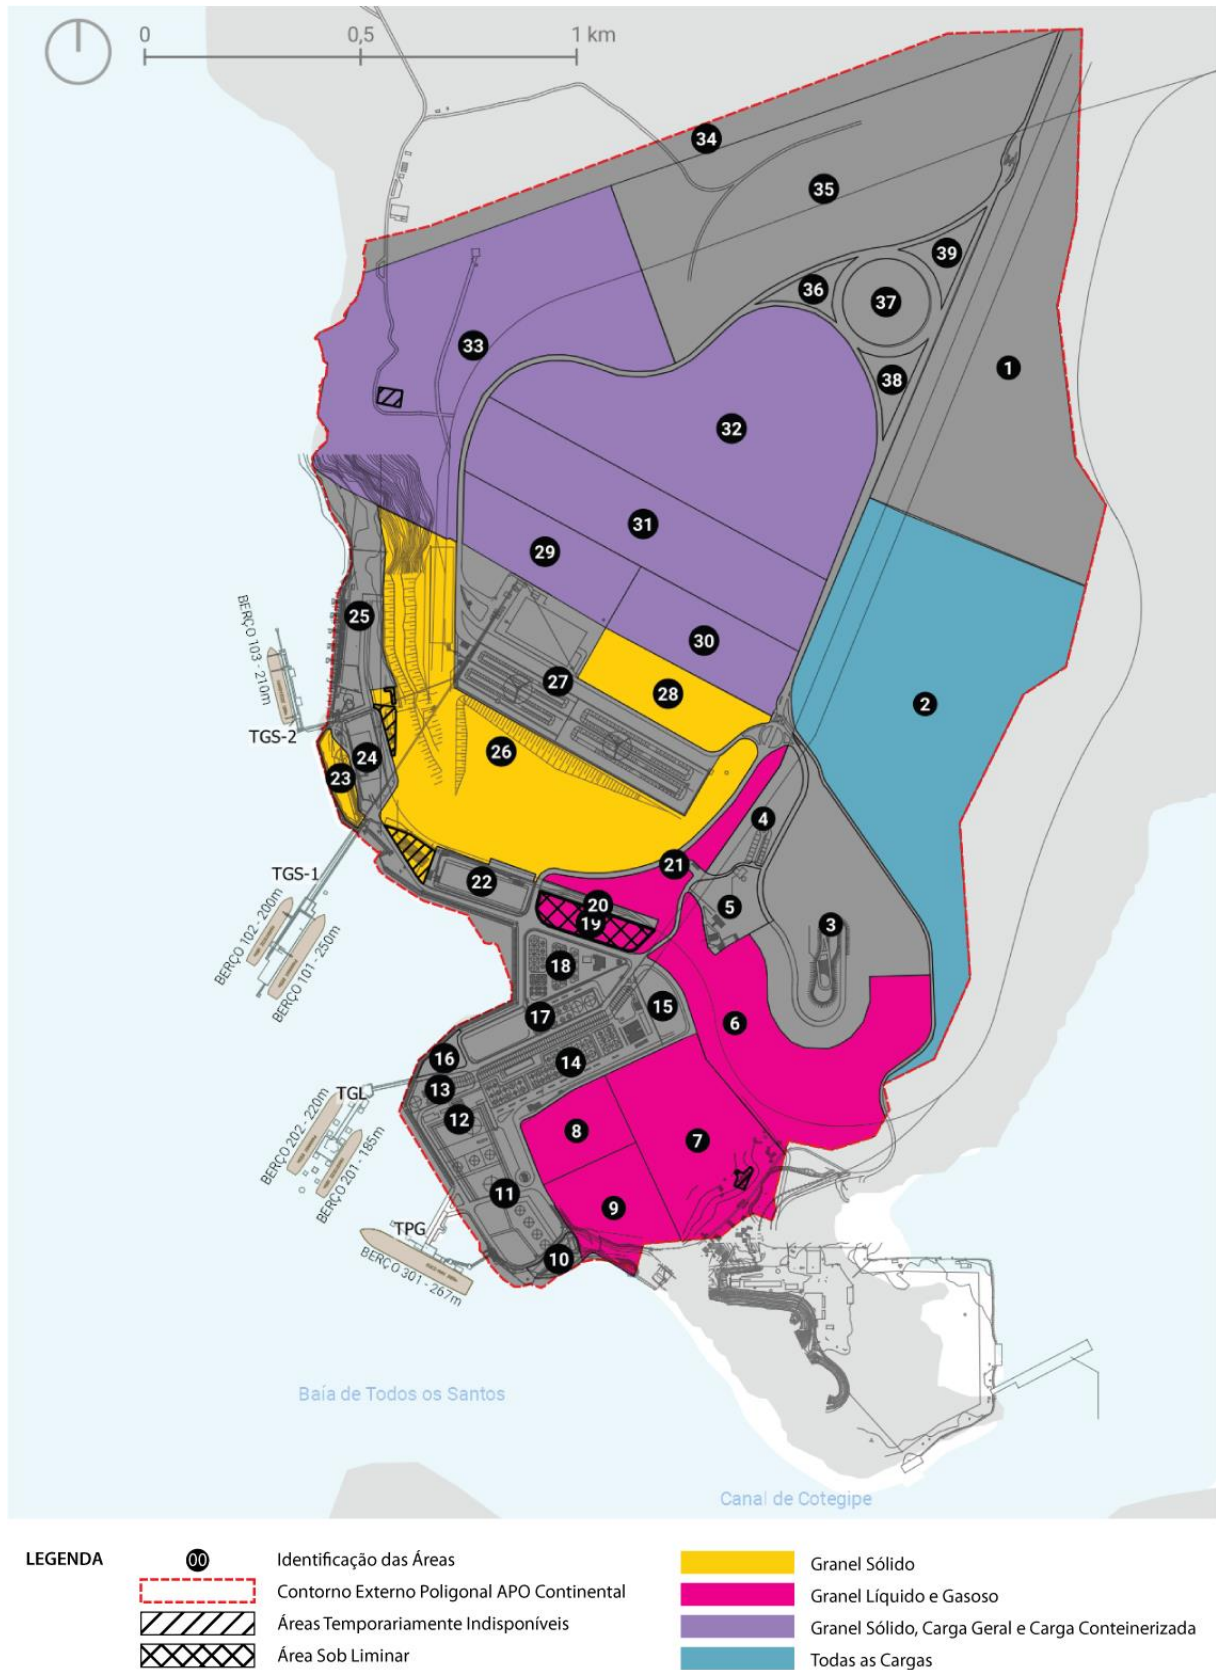 0
0,5
1 km
34
35
39
36
37
33
1
38
32
31
29
25
30
BERÇO 103 - 210m
27
28
2
TGS-2
26
24
23
4
21
TGS-1
22
20
5
19
3
BERÇO 102 - 200m
BERÇO 101 - 250m
18
15
17
6
16
14
13
TGL
12
8
7
BERÇO 202 - 220m
BERÇO 201 - 185m
11
9
TPG
10
BERÇO 301 - 267m
Baía de Todos os Santos
Canal de Cotegipe
LEGENDA
00
Identificação das Áreas
Contorno Externo Poligonal APO Continental
Áreas Temporariamente Indisponíveis
Área Sob Liminar
Granel Sólido
Granel Líquido e Gasoso
Granel Sólido, Carga Geral e Carga Conteinerizada
Todas as Cargas